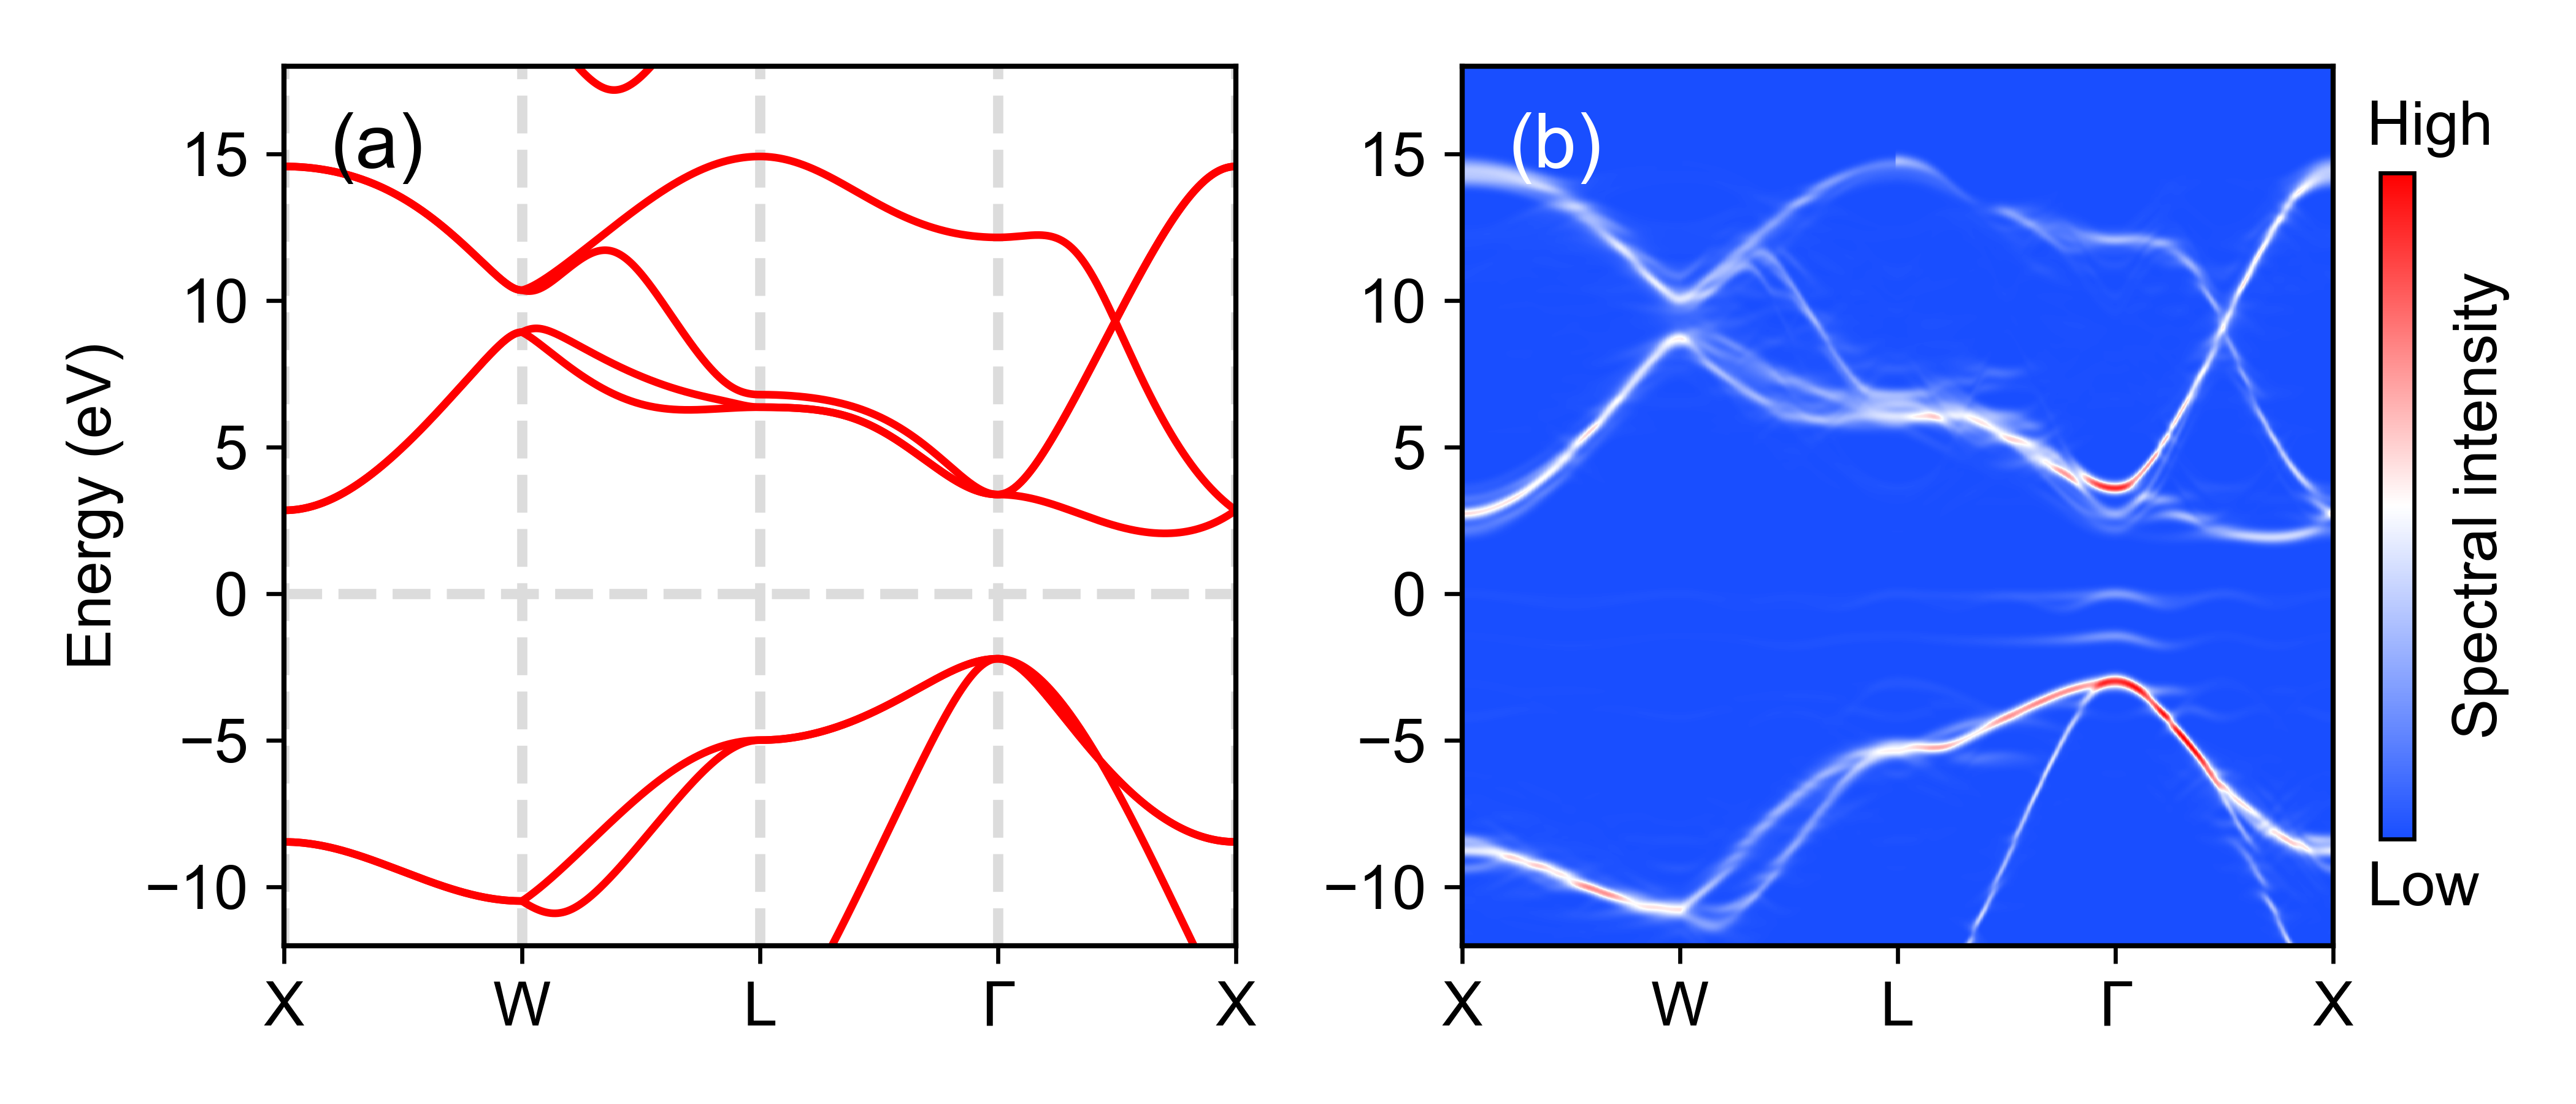 (a)
Energy (eV)
15
10
5
0
−5
−10
X W L Γ X
(b)
15
10
5
0
−5
−10
X W L Γ X
High
Spectral intensity
Low